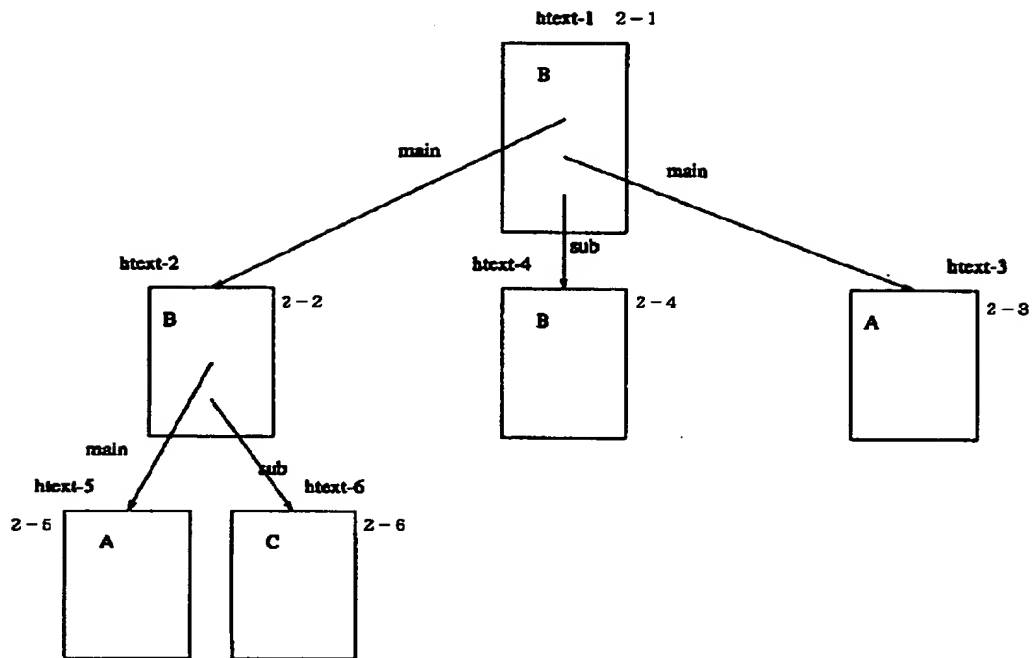 htext-1 2-1
B
main
main
sub
htext-2
htext-4
htext-3
2-2
2-4
2-3
B
B
A
main
sub
htext-5
htext-6
2-5
2-6
A
C